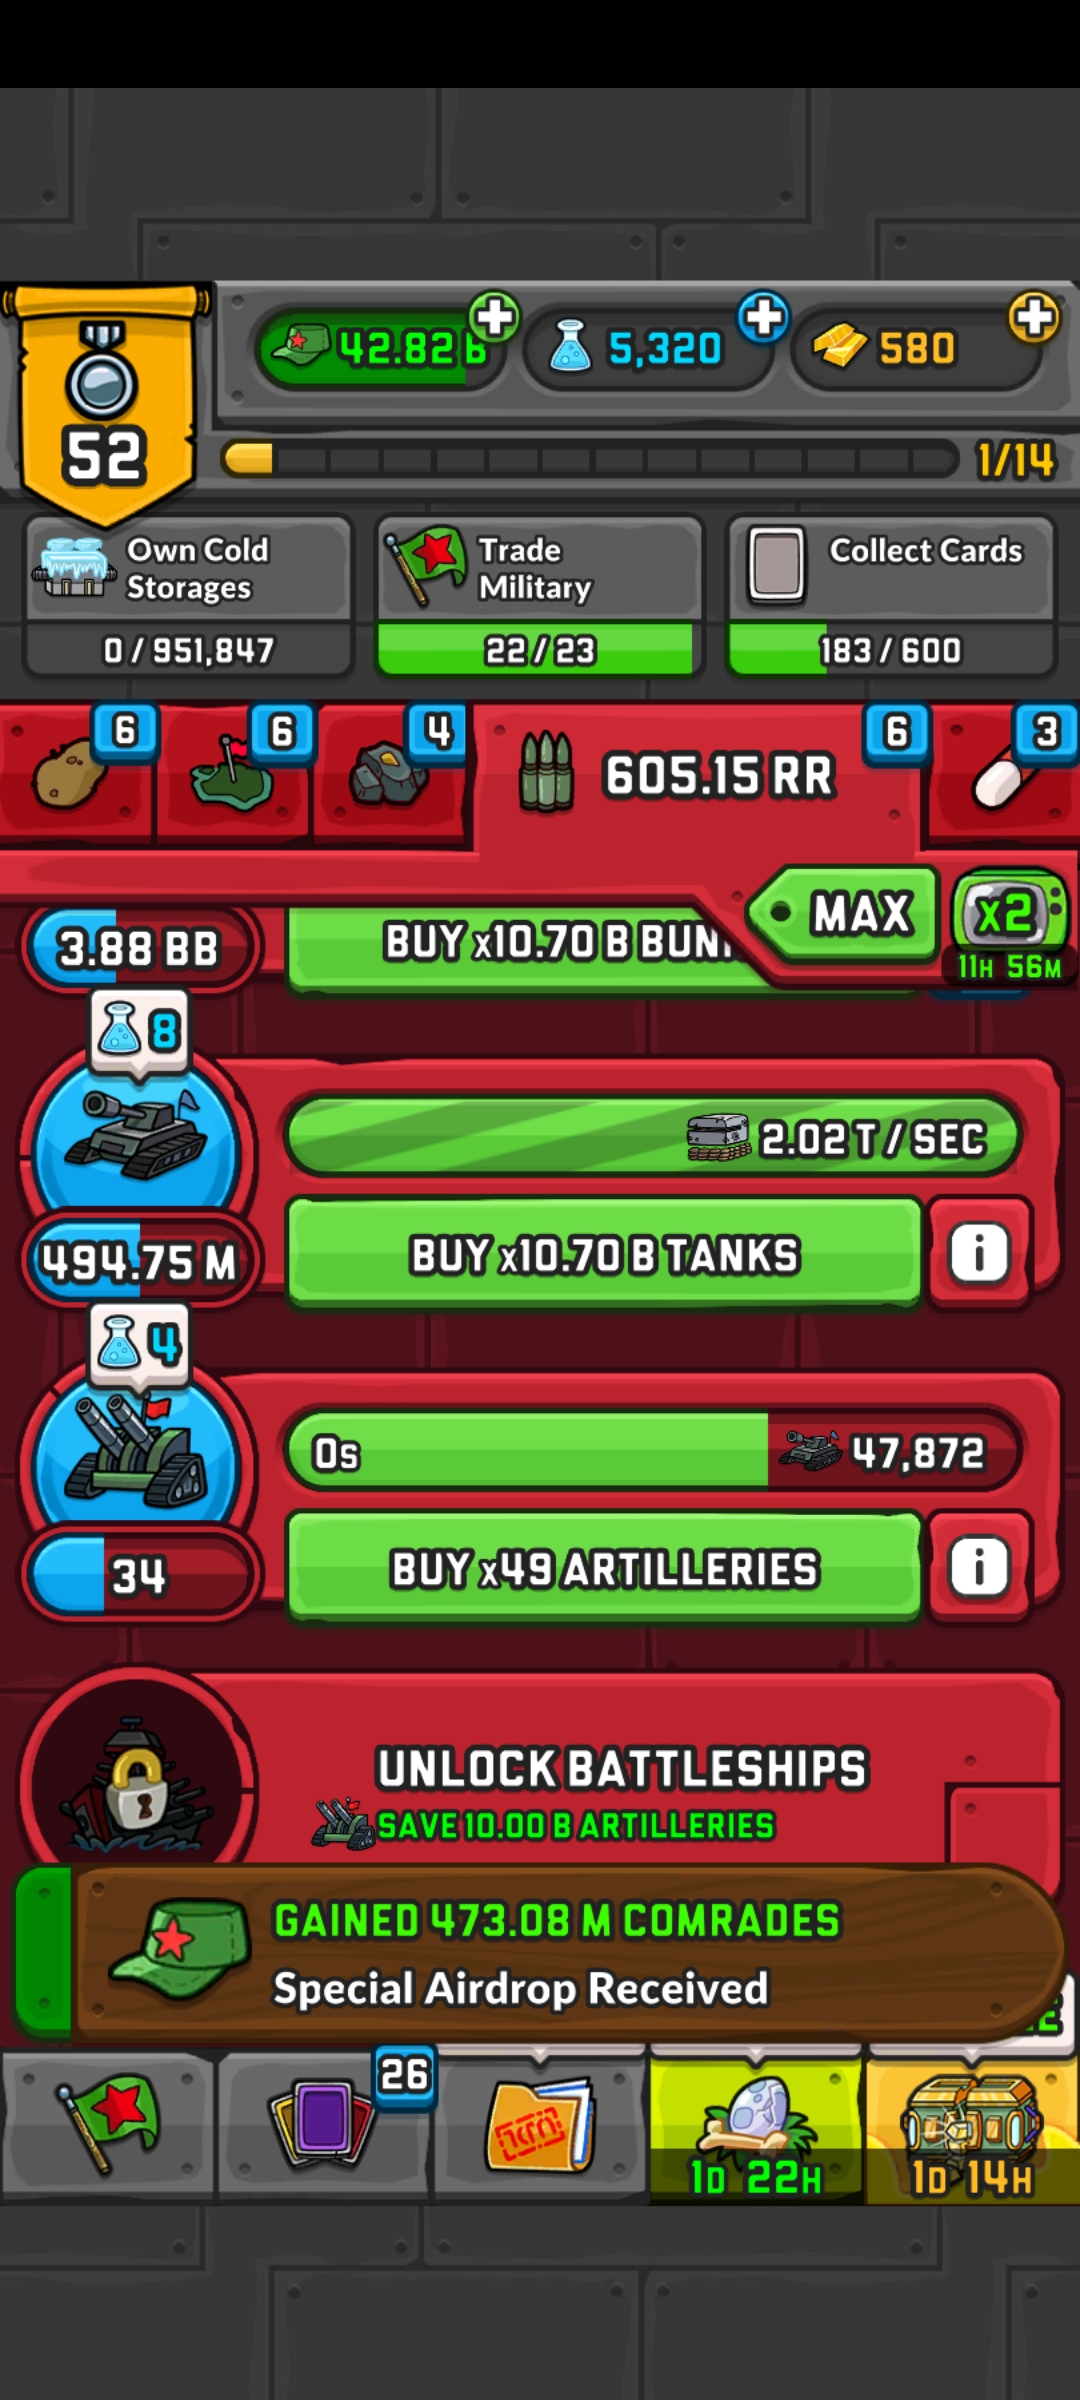 42.82 B
5,320
580
52
1/14
Own Cold
Storages
0 / 951,847
Trade
Military
22 / 23
Collect Cards
183 / 600
6
6
4
605.15 RR
6
3
3.88 BB
BUY x10.70 B
MAX
x2
11H 56M
8
2.02 T / SEC
494.75 M
BUY x10.70 B TANKS
i
4
0s
47,872
34
BUY x49 ARTILLERIES
i
UNLOCK BATTLESHIPS
SAVE 10.00 B ARTILLERIES
GAINED 473.08 M COMRADES
Special Airdrop Received
26
1D 22H
1D 14H